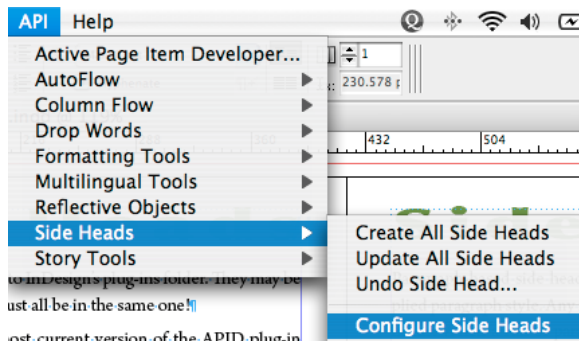 API Help
Active Page Item Developer...
1
AutoFlow
230.578 p
Column Flow
Drop Words
432 504
Formatting Tools
Multilingual Tools
Reflective Objects
Side Heads
Create All Side Heads
Story Tools
Update All Side Heads
to InDesign's plug-ins folder. They may be
Undo Side Head...
ust all be in the same one!¶
Configure Side Heads
ost current version of the APID plug-in